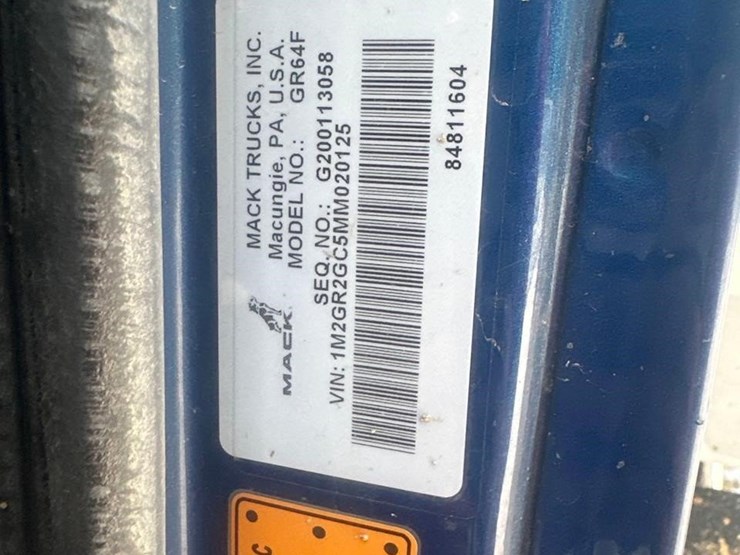 MACK TRUCKS, INC.
Macungie, PA, U.S.A.
MODEL NO.: GR64F
MACK
SEQ. NO.: G200113058
VIN: 1M2GR2GC5MM020125
84811604
C